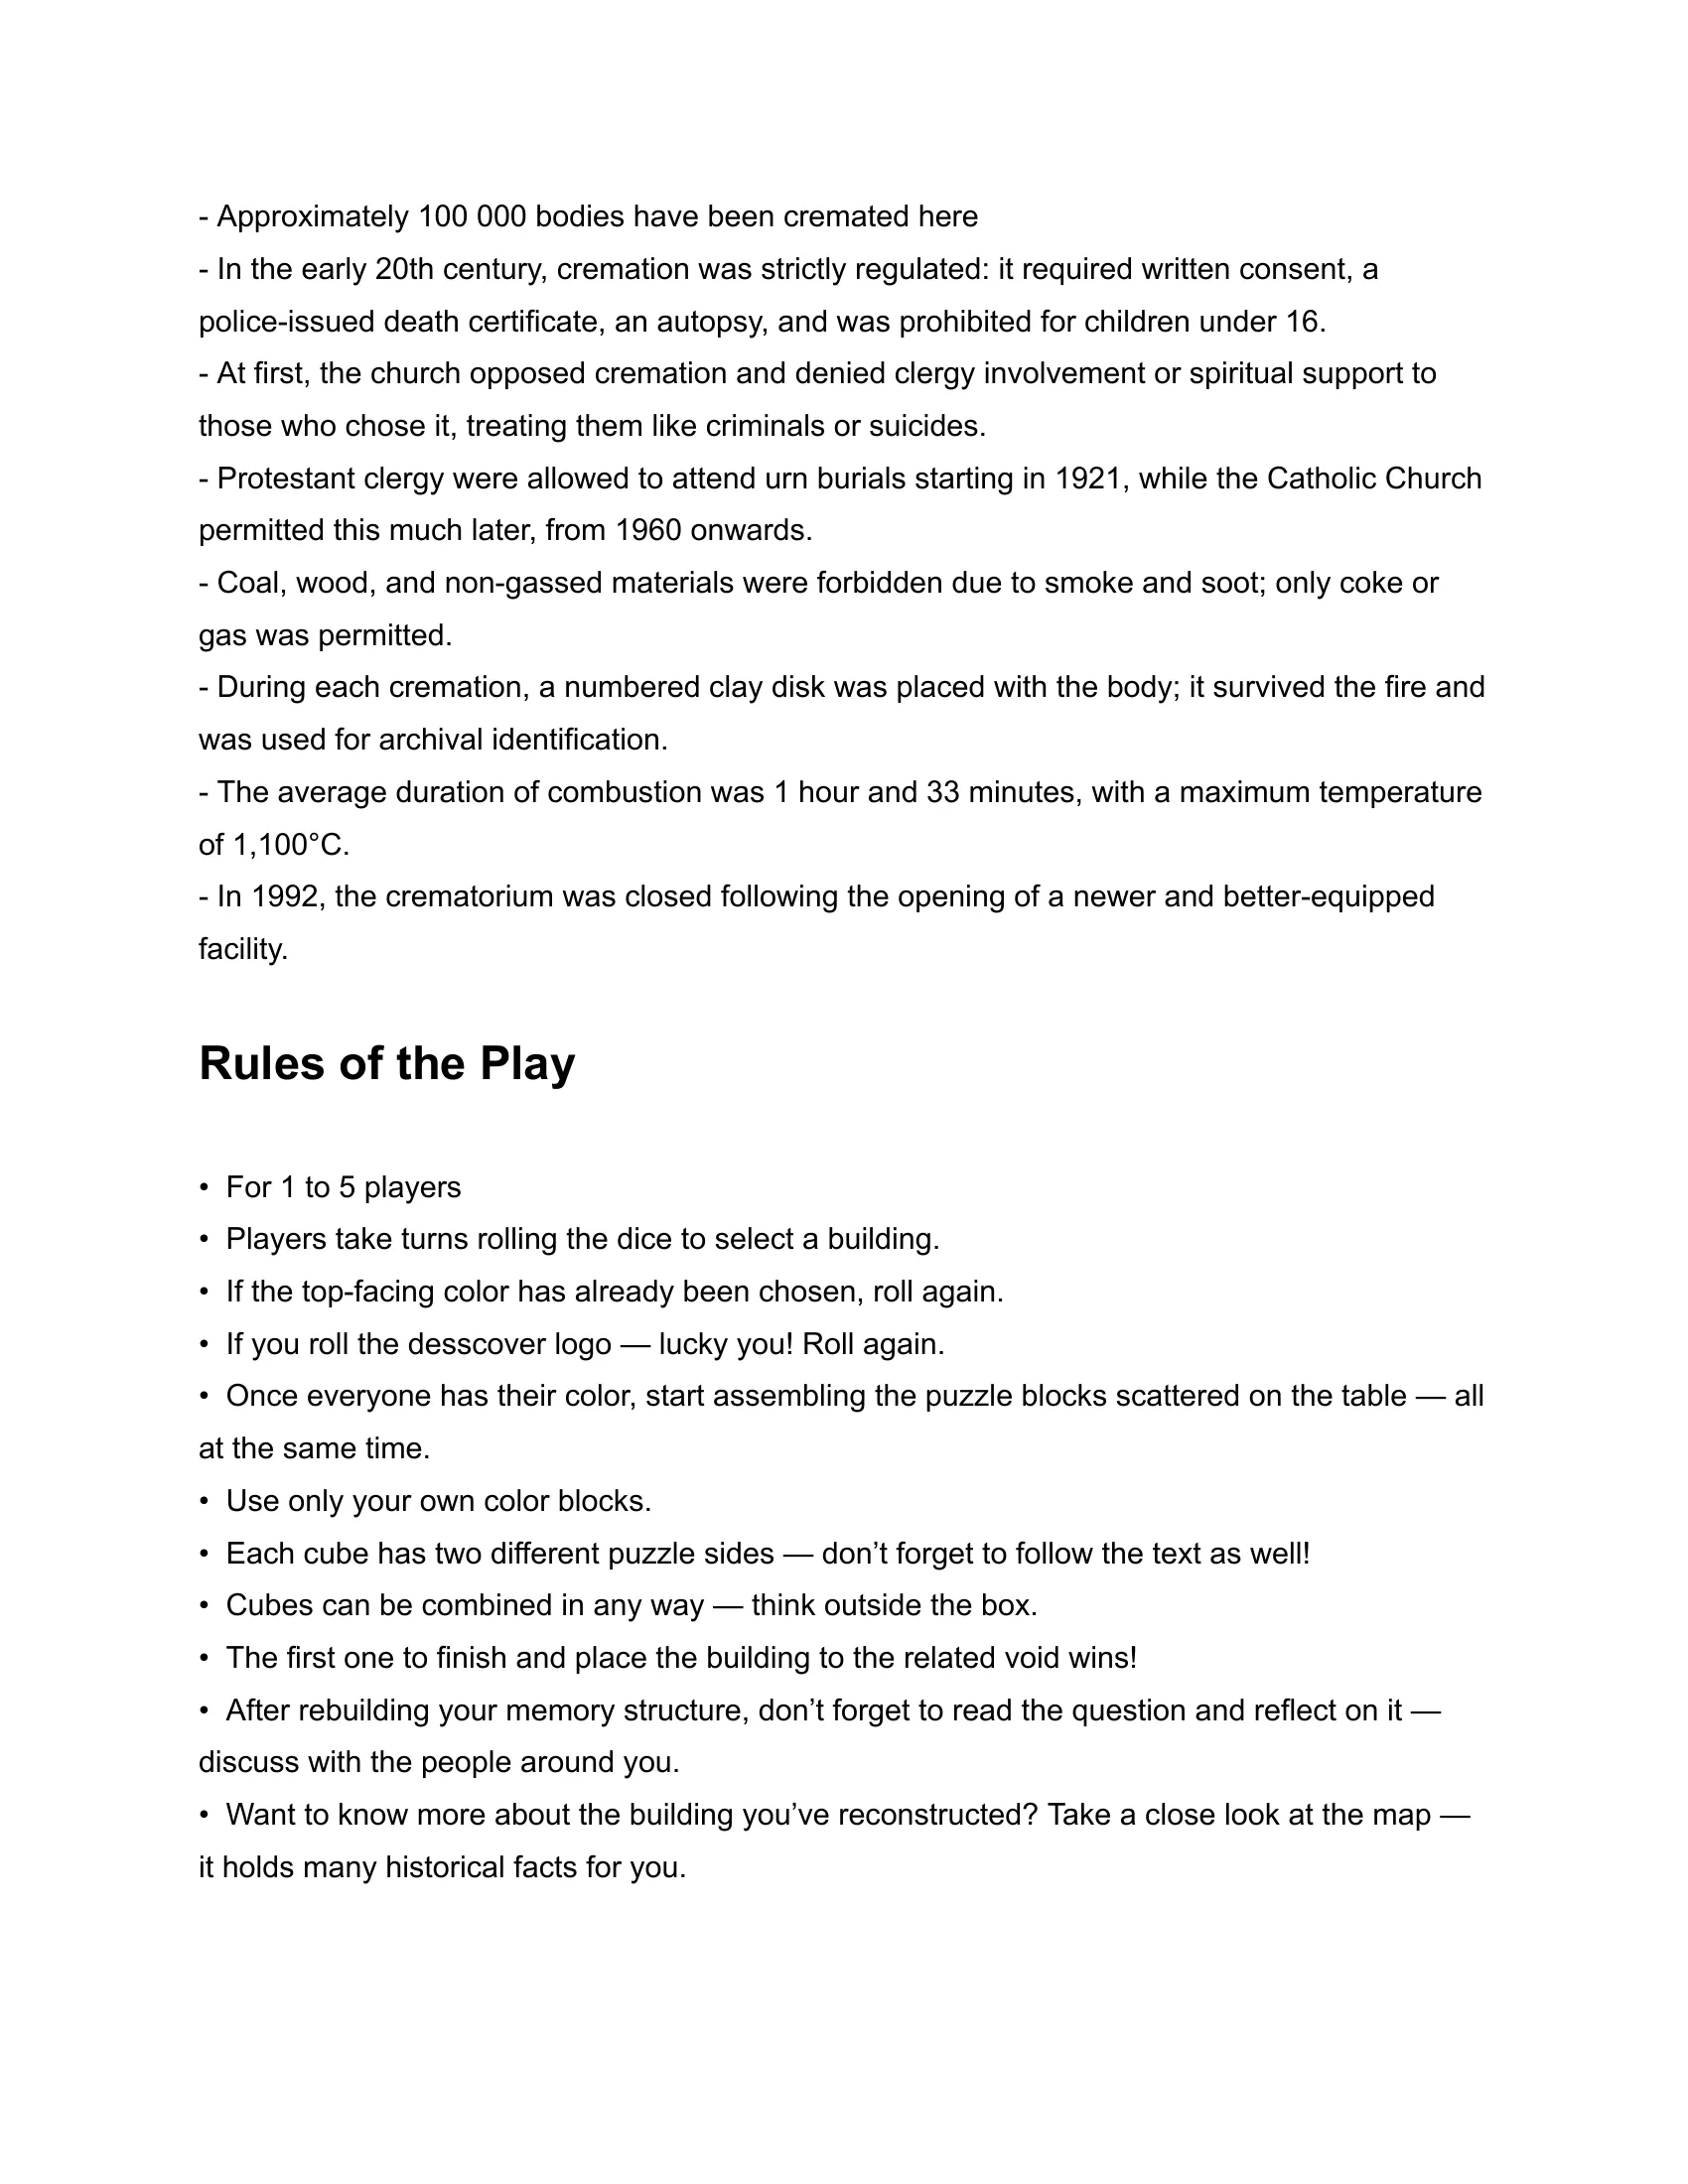 - Approximately 100 000 bodies have been cremated here
- In the early 20th century, cremation was strictly regulated: it required written consent, a
police-issued death certificate, an autopsy, and was prohibited for children under 16.
- At first, the church opposed cremation and denied clergy involvement or spiritual support to
those who chose it, treating them like criminals or suicides.
- Protestant clergy were allowed to attend urn burials starting in 1921, while the Catholic Church
permitted this much later, from 1960 onwards.
- Coal, wood, and non-gassed materials were forbidden due to smoke and soot; only coke or
gas was permitted.
- During each cremation, a numbered clay disk was placed with the body; it survived the fire and
was used for archival identification.
- The average duration of combustion was 1 hour and 33 minutes, with a maximum temperature
of 1,100°C.
- In 1992, the crematorium was closed following the opening of a newer and better-equipped
facility.
Rules of the Play
• For 1 to 5 players
• Players take turns rolling the dice to select a building.
• If the top-facing color has already been chosen, roll again.
• If you roll the desscover logo — lucky you! Roll again.
• Once everyone has their color, start assembling the puzzle blocks scattered on the table — all
at the same time.
• Use only your own color blocks.
• Each cube has two different puzzle sides — don’t forget to follow the text as well!
• Cubes can be combined in any way — think outside the box.
• The first one to finish and place the building to the related void wins!
• After rebuilding your memory structure, don’t forget to read the question and reflect on it —
discuss with the people around you.
• Want to know more about the building you’ve reconstructed? Take a close look at the map —
it holds many historical facts for you.